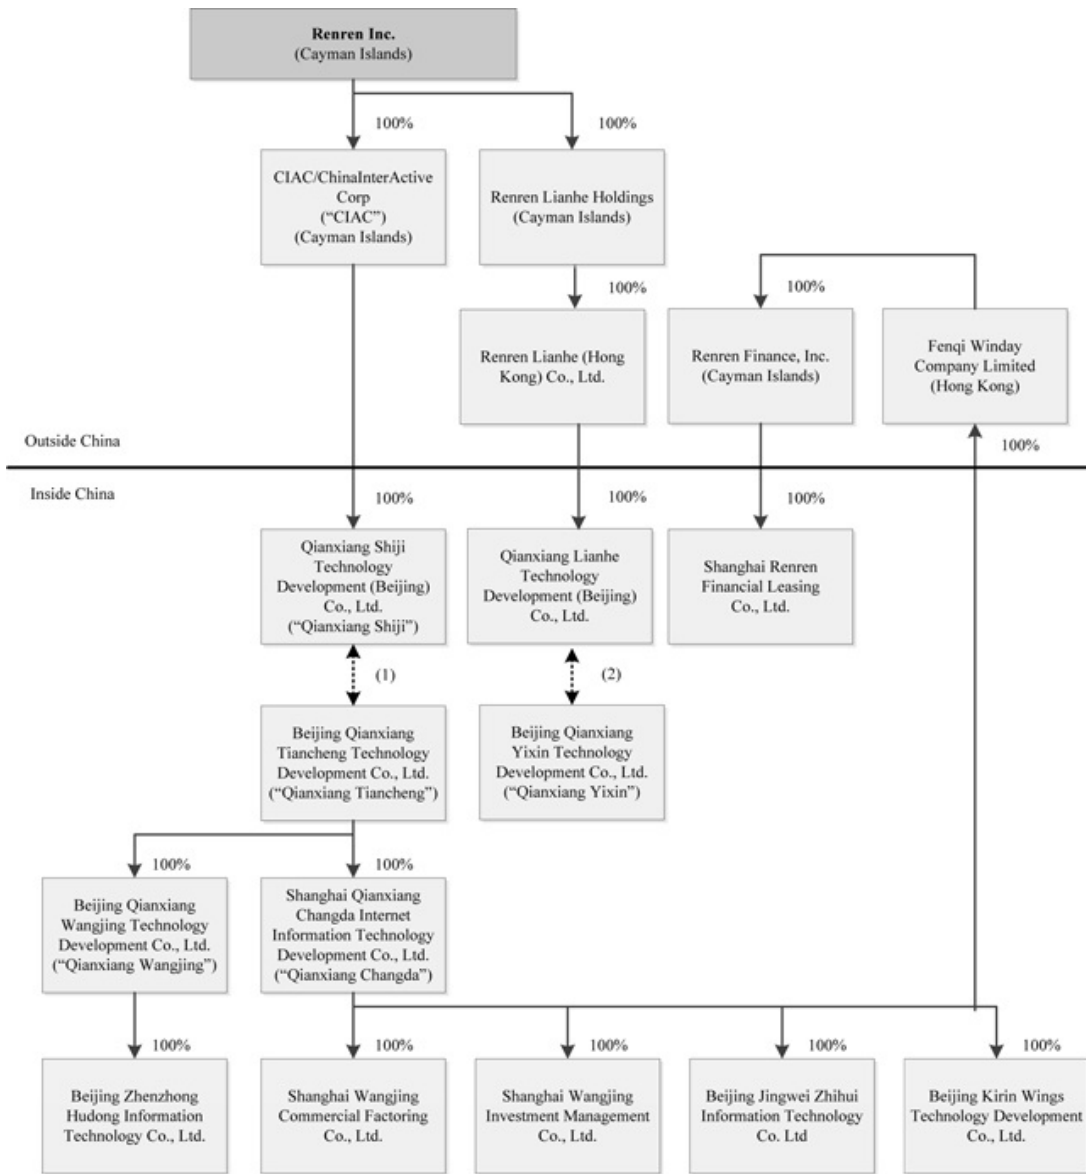 Renren Inc.
(Cayman Islands)
100%
100%
CIAC/ChinaInterActive
Corp
(“CIAC”)
(Cayman Islands)
Renren Lianhe Holdings
(Cayman Islands)
100%
100%
Renren Lianhe (Hong
Kong) Co., Ltd.
Renren Finance, Inc.
(Cayman Islands)
Fenqi Winday
Company Limited
(Hong Kong)
Outside China
100%
Inside China
100%
100%
100%
Qianxiang Shiji
Technology
Development (Beijing)
Co., Ltd.
(“Qianxiang Shiji”)
Qianxiang Lianhe
Technology
Development (Beijing)
Co., Ltd.
Shanghai Renren
Financial Leasing
Co., Ltd.
(1)
(2)
Beijing Qianxiang
Tiancheng Technology
Development Co., Ltd.
(“Qianxiang Tiancheng”)
Beijing Qianxiang
Yixin Technology
Development Co., Ltd.
(“Qianxiang Yixin”)
100%
100%
Beijing Qianxiang
Wangjing Technology
Development Co., Ltd.
(“Qianxiang Wangjing”)
Shanghai Qianxiang
Changda Internet
Information Technology
Development Co., Ltd.
(“Qianxiang Changda”)
100%
100%
100%
100%
100%
Beijing Zhenzhong
Hudong Information
Technology Co., Ltd.
Shanghai Wangjing
Commercial Factoring
Co., Ltd.
Shanghai Wangjing
Investment Management
Co., Ltd.
Beijing Jingwei Zhihui
Information Technology
Co. Ltd
Beijing Kirin Wings
Technology Development
Co., Ltd.